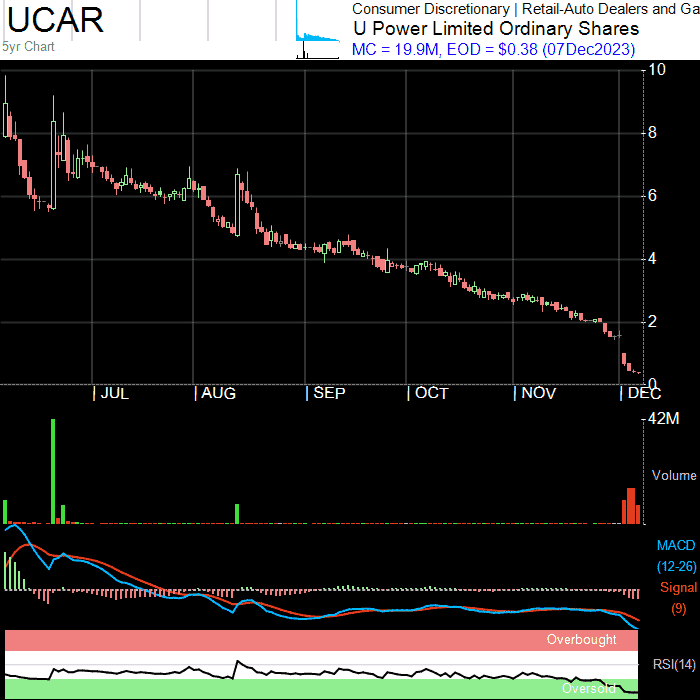 UCAR
5yr Chart
Consumer Discretionary | Retail-Auto Dealers and Ga
U Power Limited Ordinary Shares
MC = 19.9M, EOD = $0.38 (07Dec2023)
10
8
6
4
2
0
JUL AUG SEP OCT NOV DEC
42M
Volume
MACD
(12-26)
Signal
(9)
Overbought
RSI(14)
Oversold